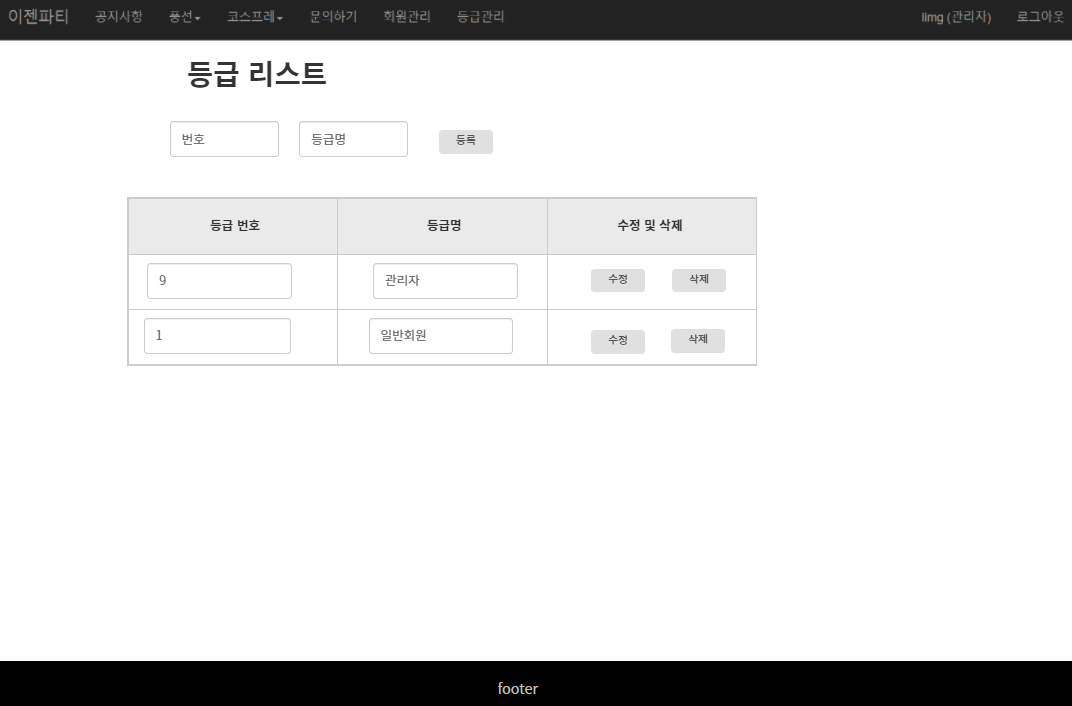 이젠파티 공지사항 풍선 코스프레 문의하기 회원관리 등급관리 limg (관리자) 로그아웃
등급 리스트
번호 등급명 등록
등급 번호 등급명 수정 및 삭제
9 관리자 수정 삭제
1 일반회원 수정 삭제
footer